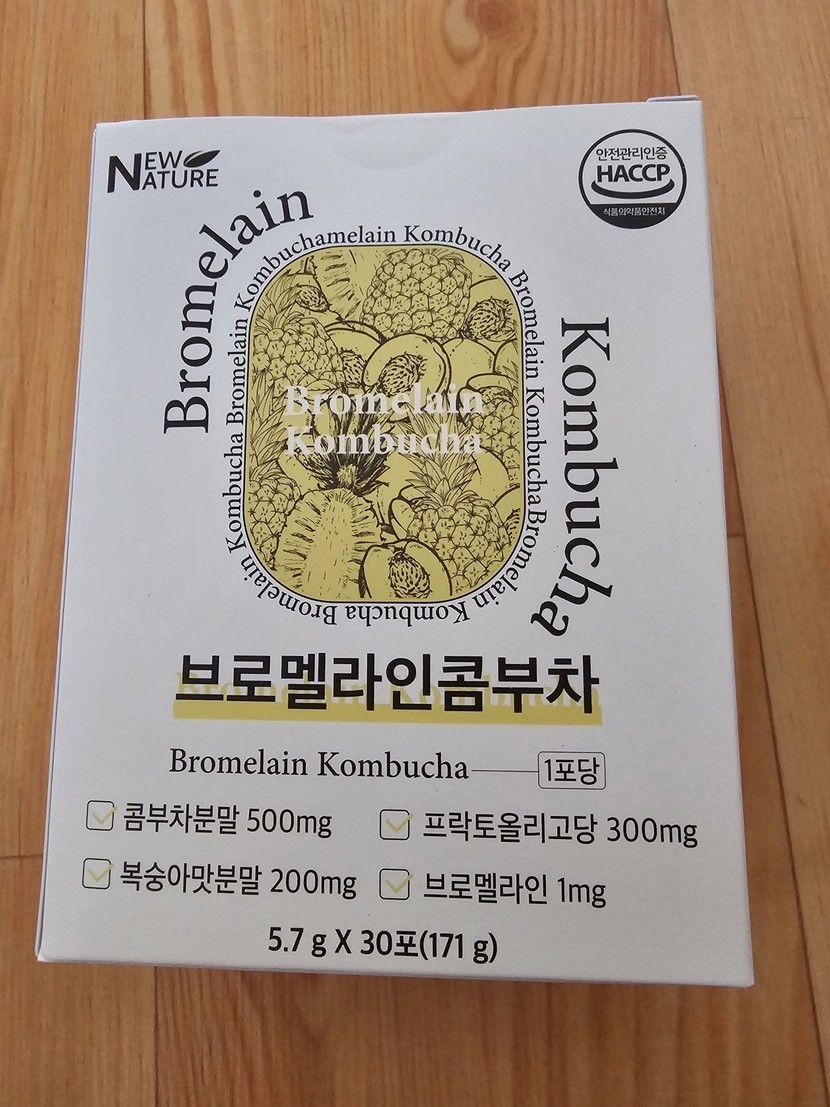 NEW
NATURE
안전관리인증
HACCP
식품의약품안전처
Bromelain
Kombucha
Kombucha Bromelain Kombuchamelain Kombucha Bromelain Kombucha Bromelain Kombucha Bromelain
Bromelain
Kombucha
브로멜라인콤부차
Bromelain Kombucha
1포당
콤부차분말 500mg
프락토올리고당 300mg
복숭아맛분말 200mg
브로멜라인 1mg
5.7 g X 30포(171 g)